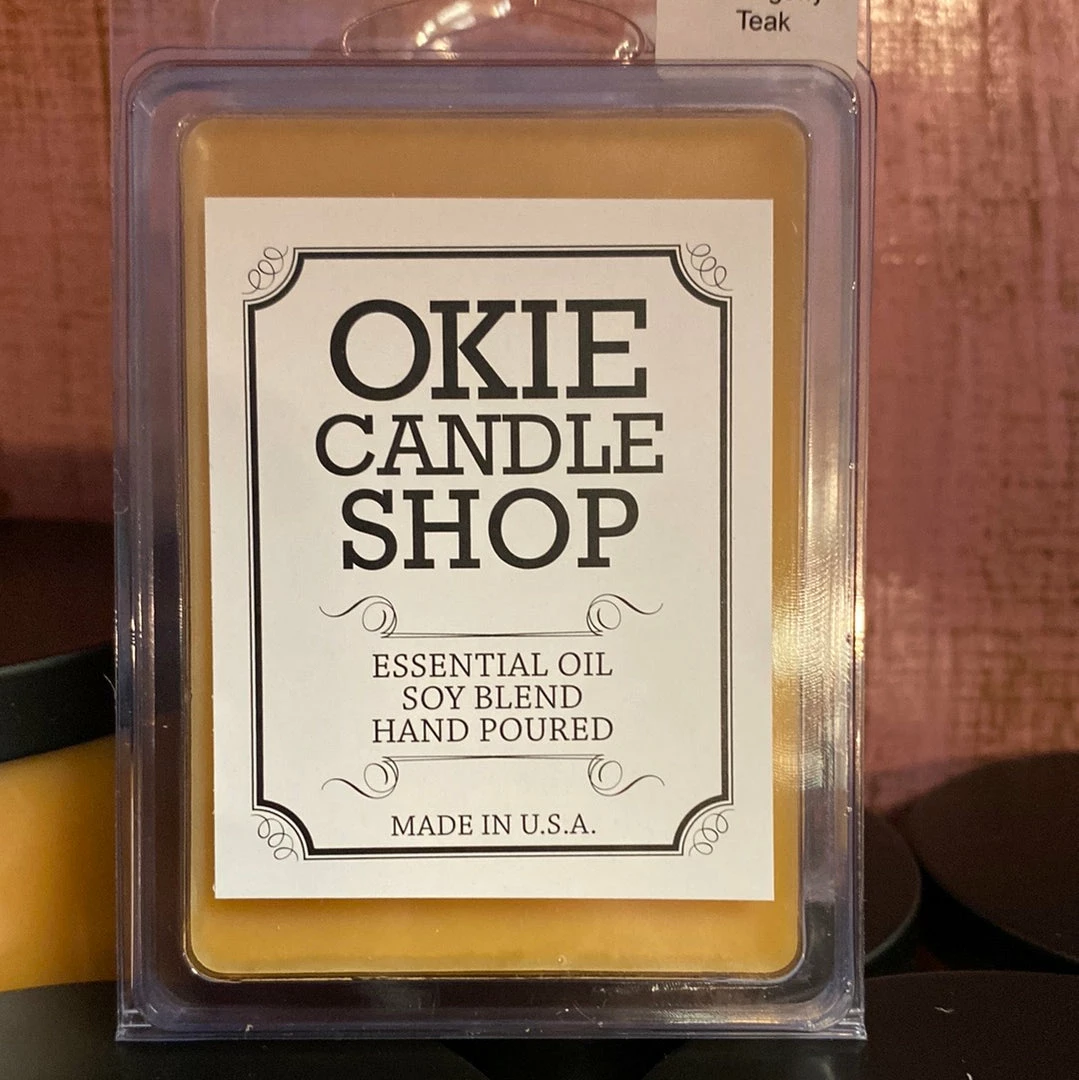 Teak
OKIE
CANDLE
SHOP
ESSENTIAL OIL
SOY BLEND
HAND POURED
MADE IN U.S.A.